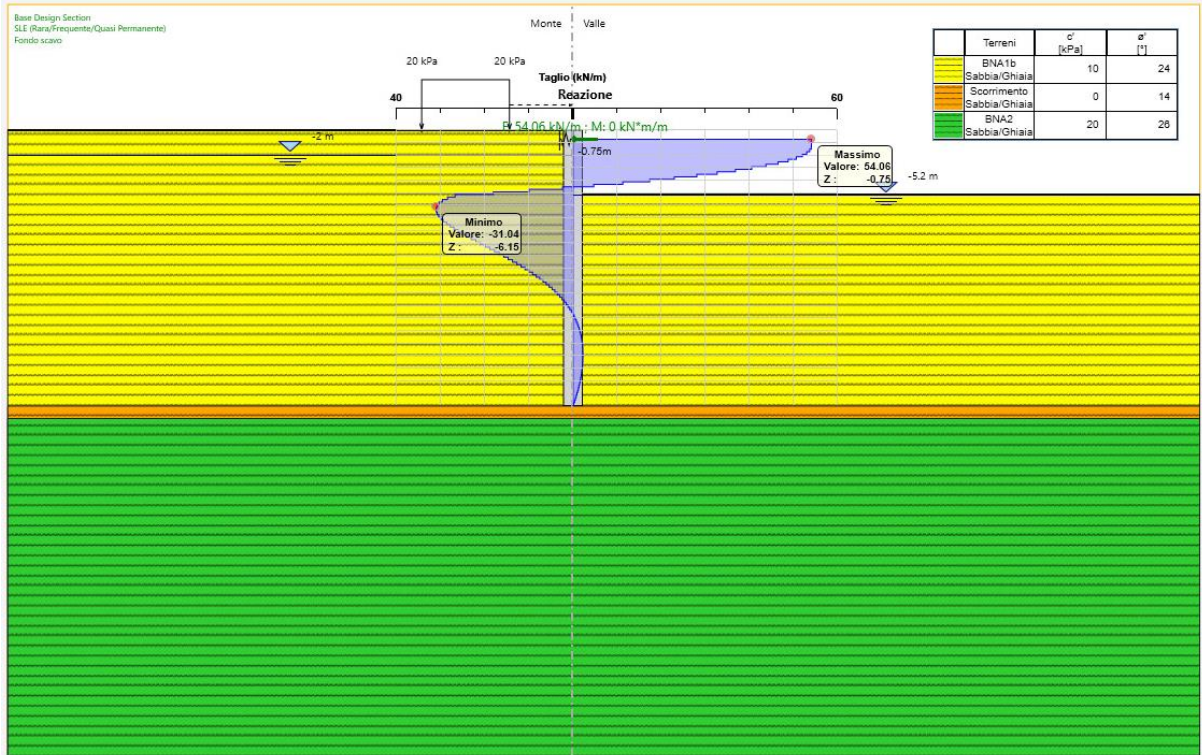 Base Design Section
SLE (Rara/Frequente/Quasi Permanente)
Fondo scavo
Monte Valle
20 kPa 20 kPa
Taglio (kN/m)
Reazione
40 60
54.06 kN/m ; M: 0 kN*m/m
-2 m
-0.75m
Massimo
Valore: 54.06
Z : -0.75
-5.2 m
Minimo
Valore: -31.04
Z : -6.15
Terreni c' [kPa] ø' [°]
BNA1b Sabbia/Ghiaia 10 24
Scorrimento Sabbia/Ghiaia 0 14
BNA2 Sabbia/Ghiaia 20 26